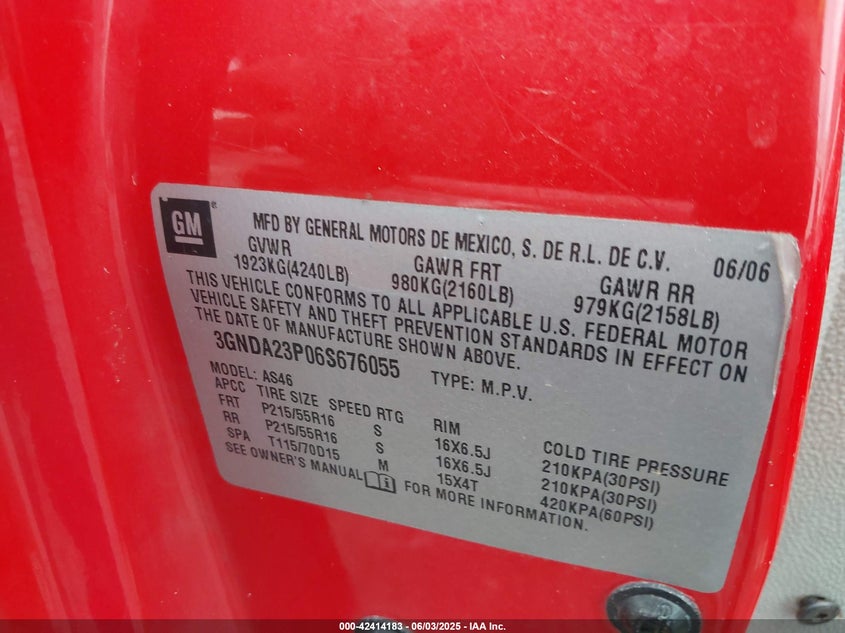 GM ®
MFD BY GENERAL MOTORS DE MEXICO, S. DE R.L. DE C.V. 06/06
GVWR GAWR FRT GAWR RR
1923KG(4240LB) 980KG(2160LB) 979KG(2158LB)
THIS VEHICLE CONFORMS TO ALL APPLICABLE U.S. FEDERAL MOTOR
VEHICLE SAFETY AND THEFT PREVENTION STANDARDS IN EFFECT ON
THE DATE OF MANUFACTURE SHOWN ABOVE.
3GNDA23P06S676055 TYPE: M.P.V.
MODEL: AS46
APCC TIRE SIZE SPEED RTG RIM COLD TIRE PRESSURE
FRT P215/55R16 S 16X6.5J 210KPA(30PSI)
RR P215/55R16 S 16X6.5J 210KPA(30PSI)
SPA T115/70D15 M 15X4T 420KPA(60PSI)
SEE OWNER'S MANUAL FOR MORE INFORMATION.
000-42414183 - 06/03/2025 - IAA Inc.